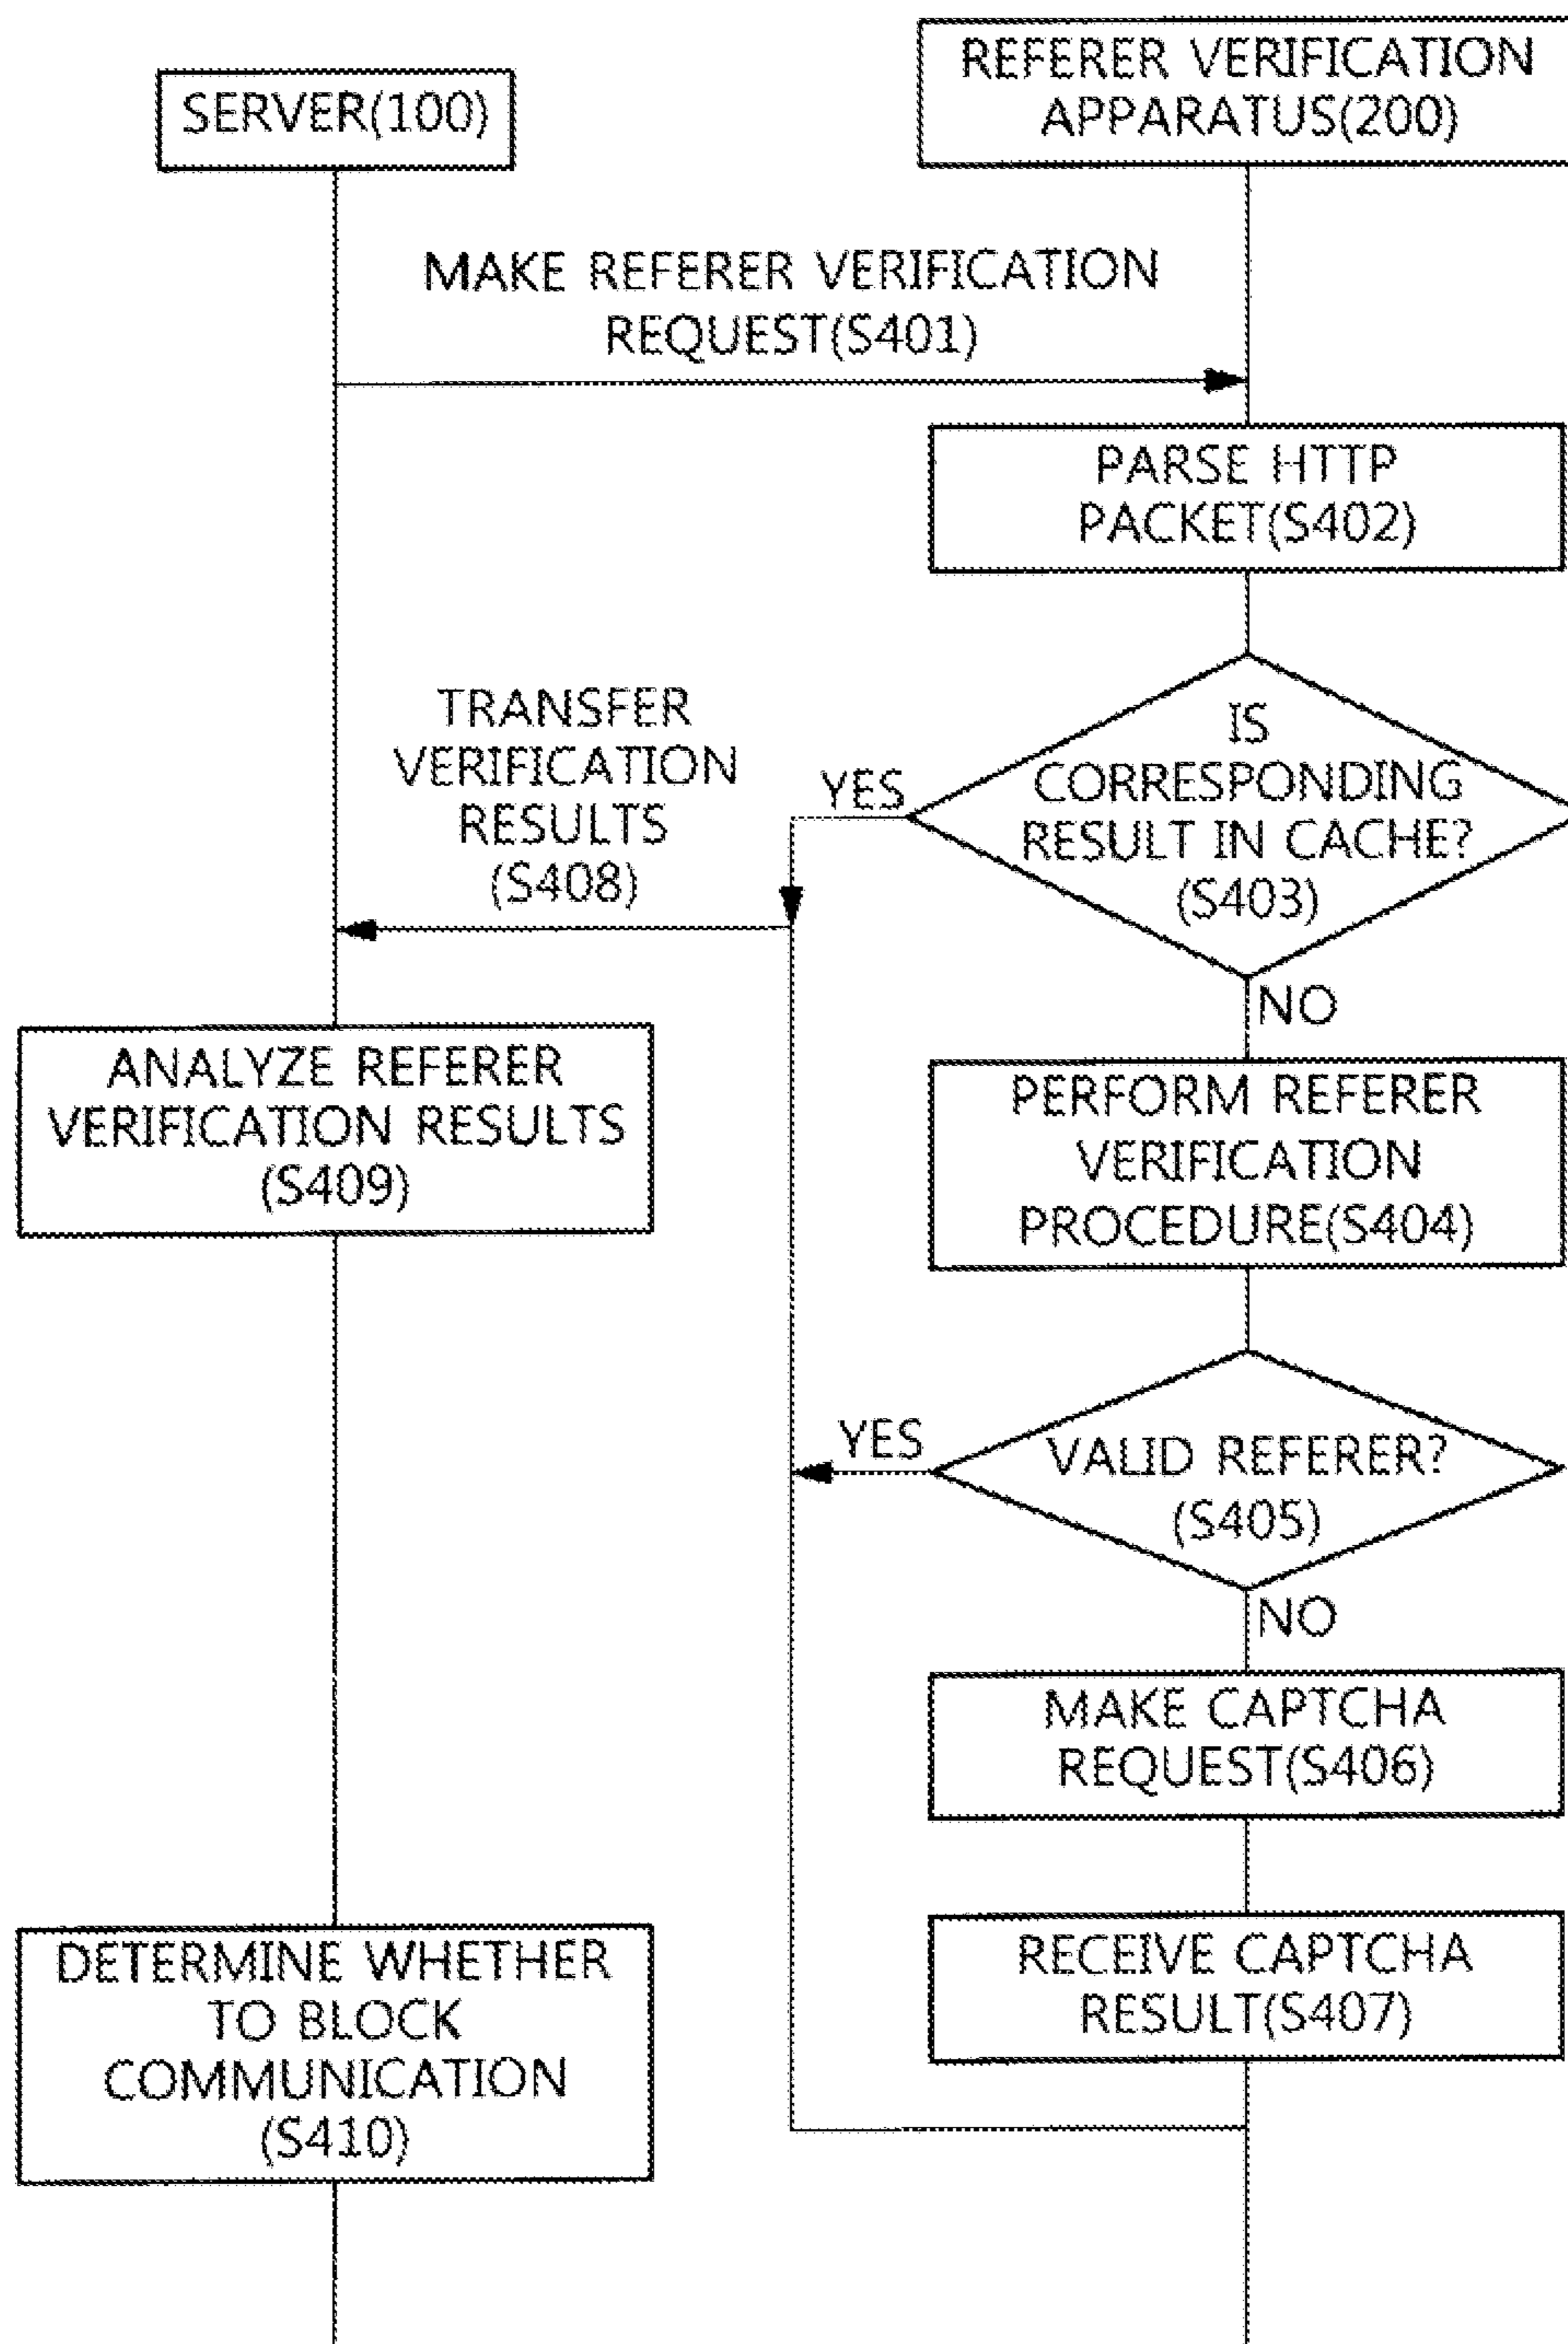 SERVER(100)
REFERER VERIFICATION
APPARATUS(200)
MAKE REFERER VERIFICATION
REQUEST(S401)
PARSE HTTP
PACKET(S402)
IS
CORRESPONDING
RESULT IN CACHE?
(S403)
YES
NO
TRANSFER
VERIFICATION
RESULTS
(S408)
ANALYZE REFERER
VERIFICATION RESULTS
(S409)
PERFORM REFERER
VERIFICATION
PROCEDURE(S404)
YES
VALID REFERER?
(S405)
NO
MAKE CAPTCHA
REQUEST(S406)
RECEIVE CAPTCHA
RESULT(S407)
DETERMINE WHETHER
TO BLOCK
COMMUNICATION
(S410)